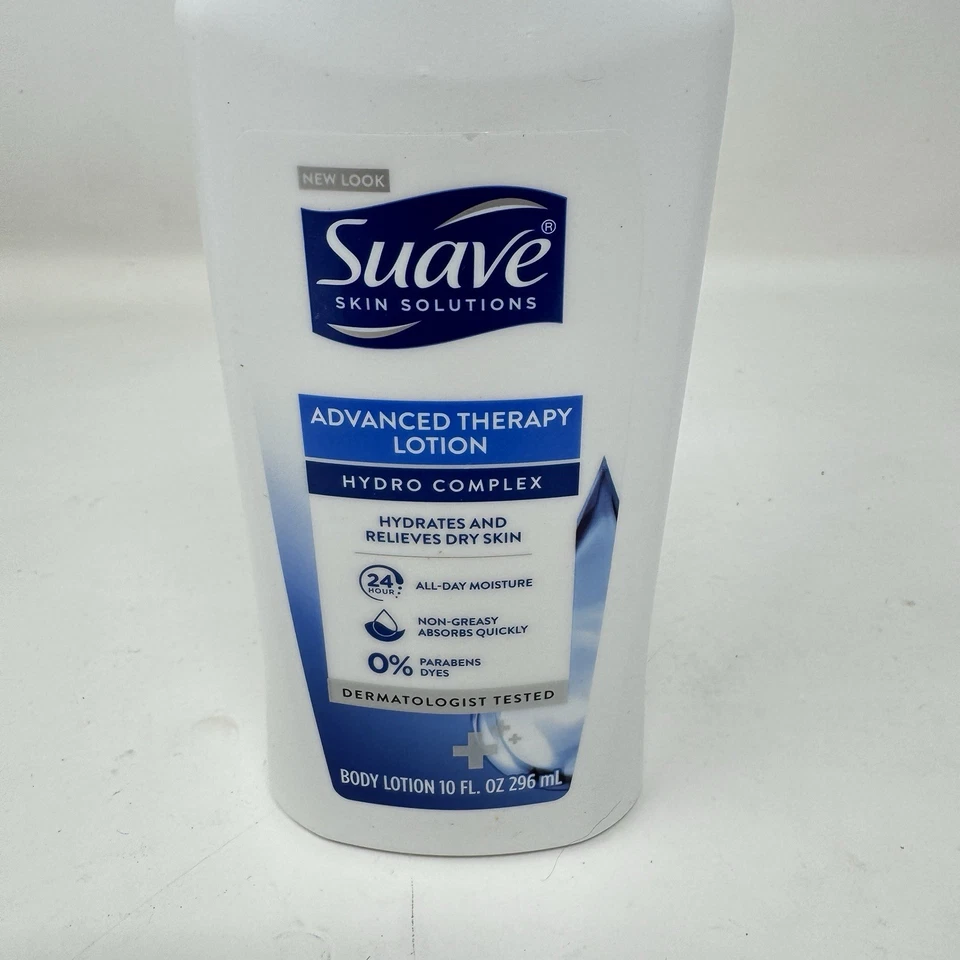 NEW LOOK
Suave®
SKIN SOLUTIONS
ADVANCED THERAPY
LOTION
HYDRO COMPLEX
HYDRATES AND
RELIEVES DRY SKIN
24
HOUR
ALL-DAY MOISTURE
NON-GREASY
ABSORBS QUICKLY
0% PARABENS
DYES
DERMATOLOGIST TESTED
BODY LOTION 10 FL. OZ 296 mL